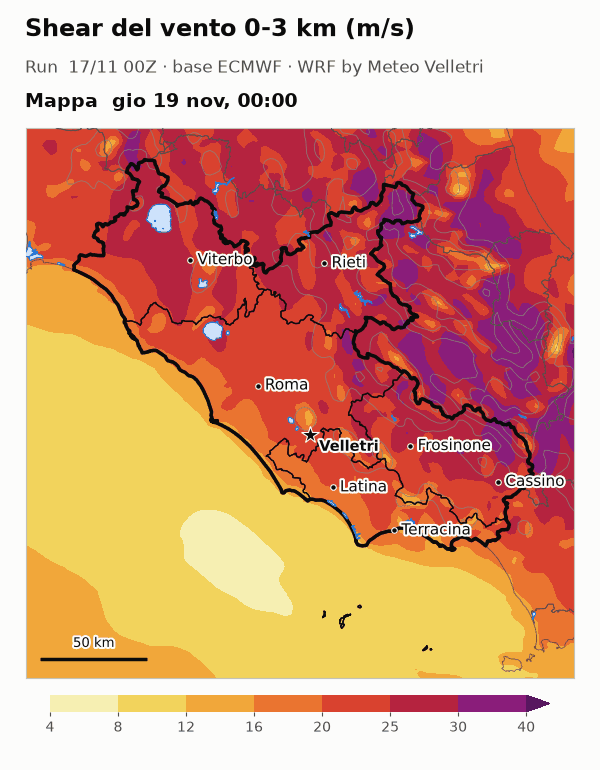 Shear del vento 0-3 km (m/s)
Run 17/11 00Z · base ECMWF · WRF by Meteo Velletri
Mappa gio 19 nov, 00:00
Viterbo
Rieti
Roma
Velletri
Frosinone
Latina
Cassino
Terracina
50 km
4 8 12 16 20 25 30 40